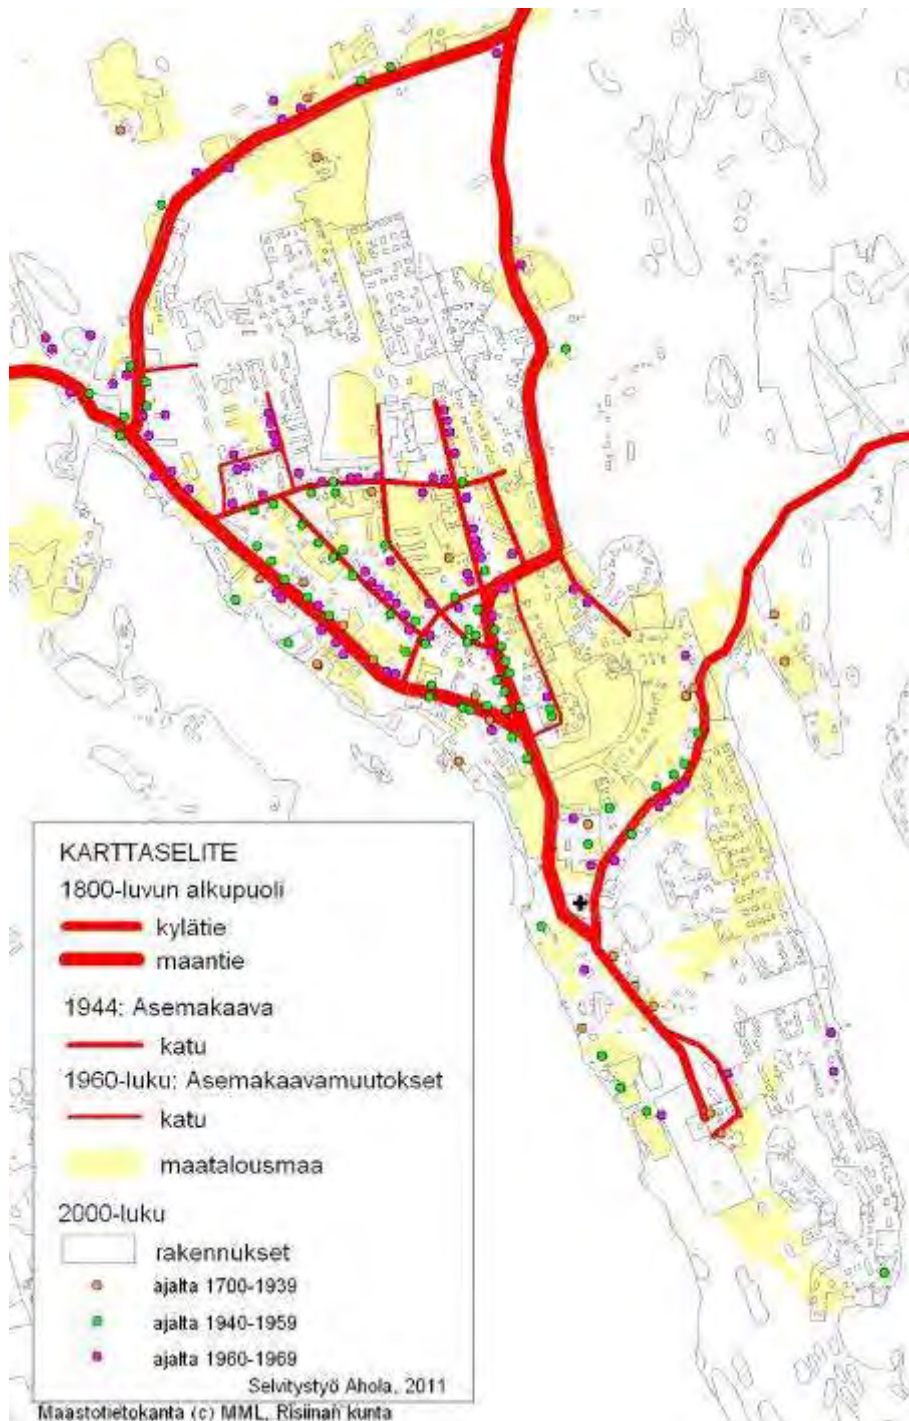 KARTTASELITE
1800-luvun alkupuoli
kylätie
maantie
1944: Asemakaava
katu
1960-luku: Asemakaavamuutokset
katu
maatalousmaa
2000-luku
rakennukset
ajalta 1700-1939
ajalta 1940-1959
ajalta 1960-1969
Selvitystyö Ahola, 2011
Maastotietokanta (c) MML, Risiinan kunta